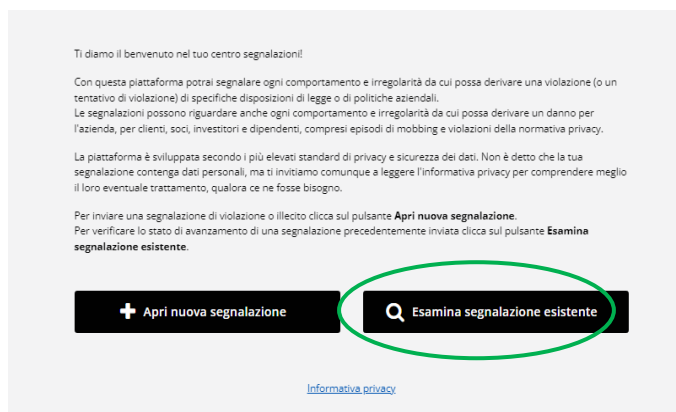 Ti diamo il benvenuto nel tuo centro segnalazioni!
Con questa piattaforma potrai segnalare ogni comportamento e irregolarità da cui possa derivare una violazione (o un
tentativo di violazione) di specifiche disposizioni di legge o di politiche aziendali.
Le segnalazioni possono riguardare anche ogni comportamento e irregolarità da cui possa derivare un danno per
l'azienda, per clienti, soci, investitori e dipendenti, compresi episodi di mobbing e violazioni della normativa privacy.
La piattaforma è sviluppata secondo i più elevati standard di privacy e sicurezza dei dati. Non è detto che la tua
segnalazione contenga dati personali, ma ti invitiamo comunque a leggere l'informativa privacy per comprendere meglio
il loro eventuale trattamento, qualora ce ne fosse bisogno.
Per inviare una segnalazione di violazione o illecito clicca sul pulsante Apri nuova segnalazione.
Per verificare lo stato di avanzamento di una segnalazione precedentemente inviata clicca sul pulsante Esamina
segnalazione esistente.
Apri nuova segnalazione
Esamina segnalazione esistente
Informativa privacy